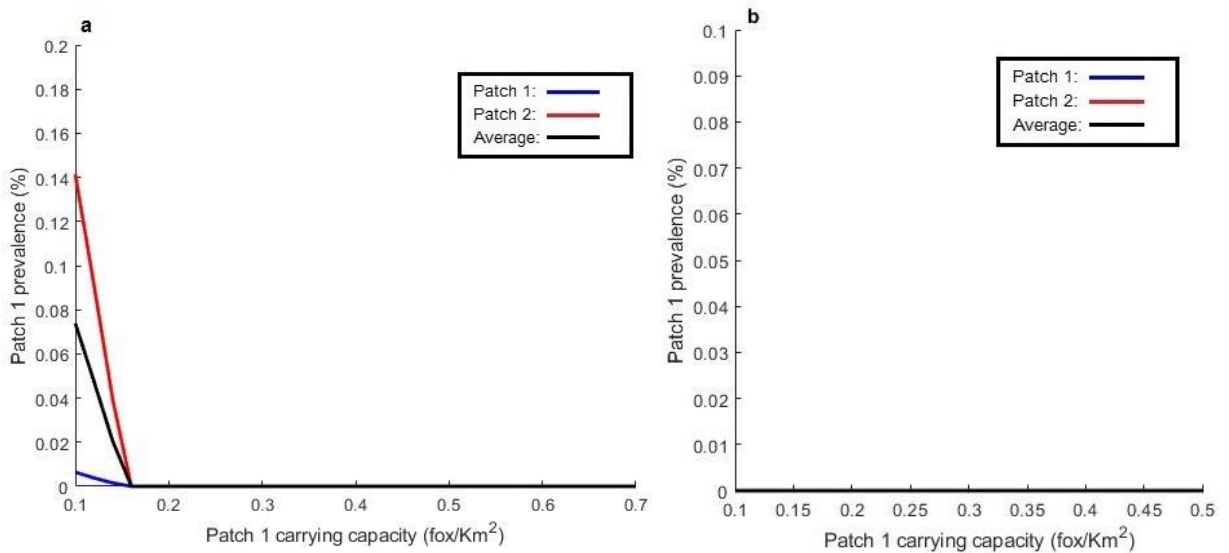 a
0.2
0.18
0.16
0.14
0.12
0.1
0.08
0.06
0.04
0.02
0
Patch 1 prevalence (%)
Patch 1:
Patch 2:
Average:
0.1 0.2 0.3 0.4 0.5 0.6 0.7
Patch 1 carrying capacity (fox/Km²)
b
0.1
0.09
0.08
0.07
0.06
0.05
0.04
0.03
0.02
0.01
0
Patch 1 prevalence (%)
Patch 1:
Patch 2:
Average:
0.1 0.15 0.2 0.25 0.3 0.35 0.4 0.45 0.5
Patch 1 carrying capacity (fox/Km²)